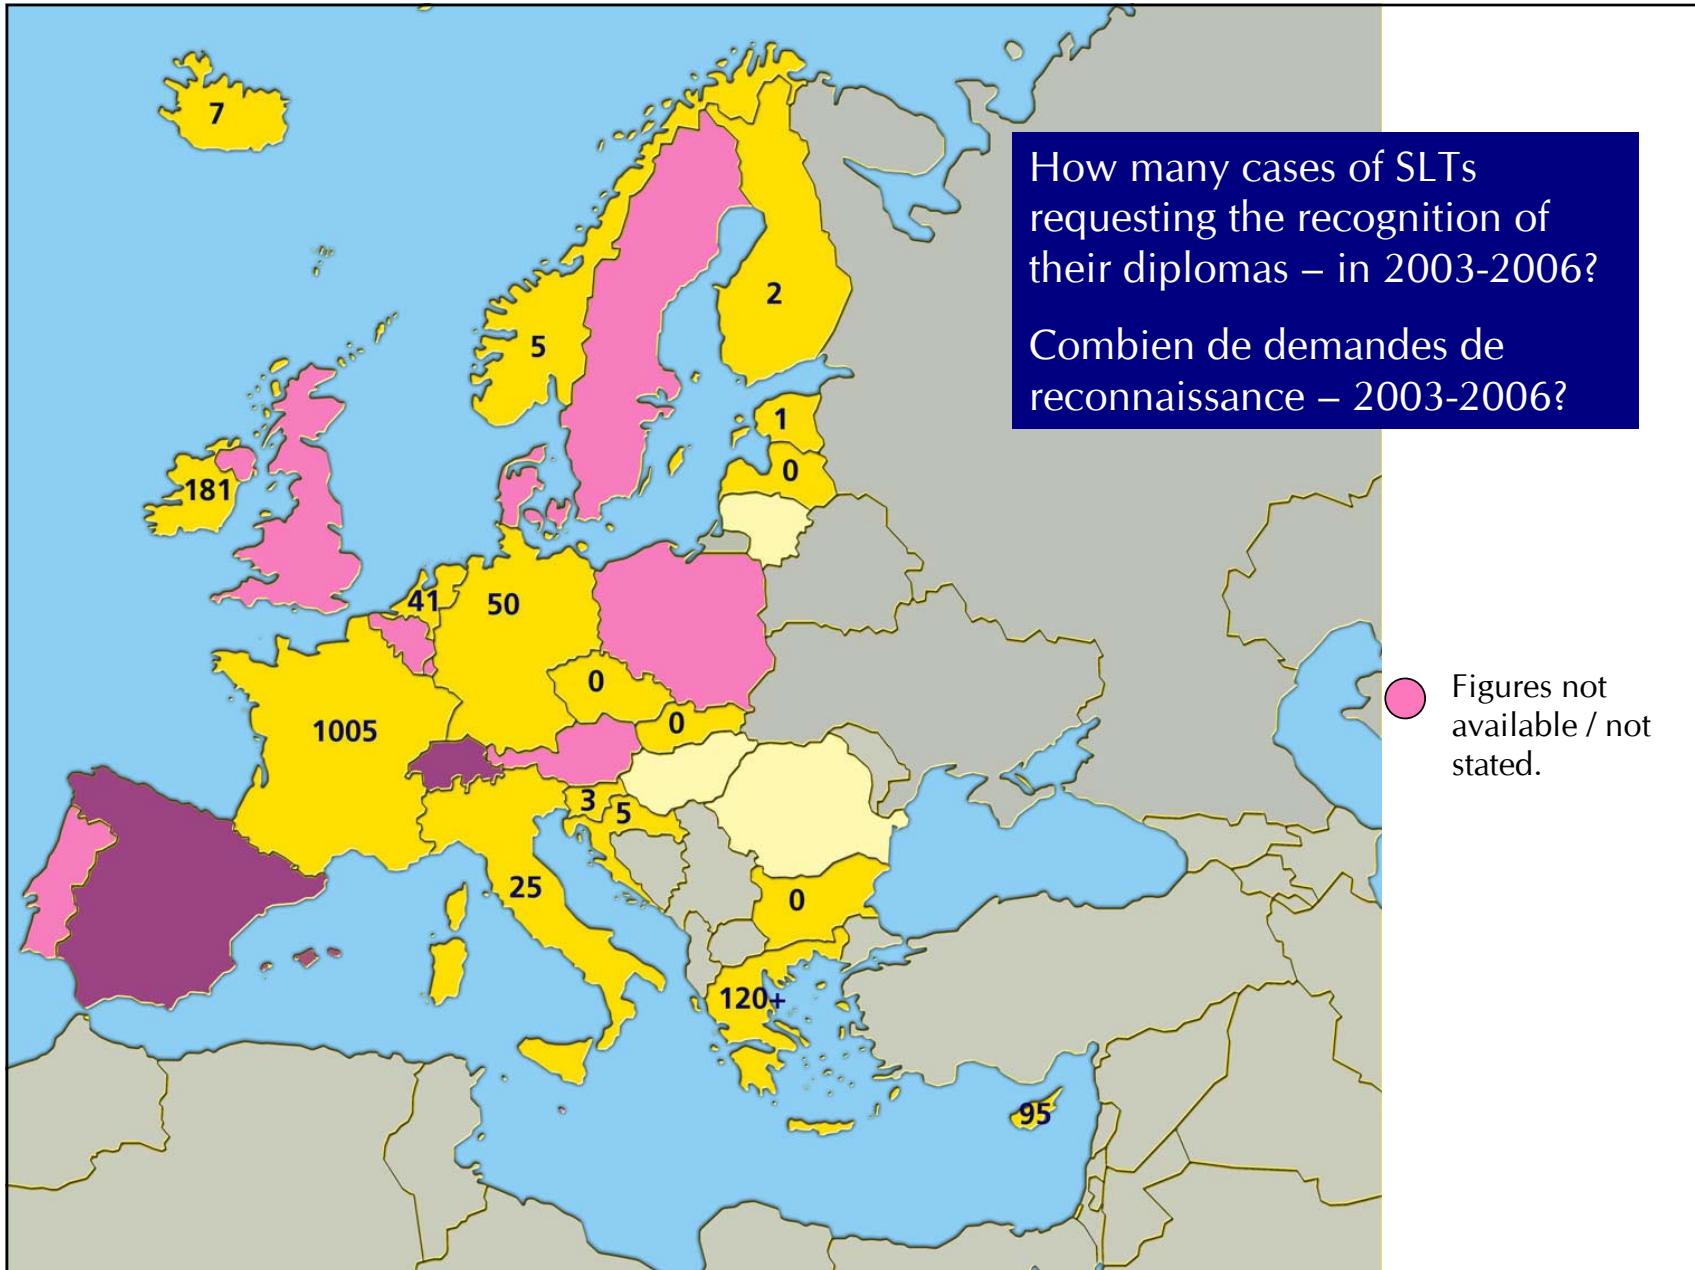 7
How many cases of SLTs
requesting the recognition of
their diplomas – in 2003-2006?
Combien de demandes de
reconnaissance – 2003-2006?
2
5
1
0
181
41
50
0
0
1005
3
5
25
0
120+
95
Figures not
available / not
stated.